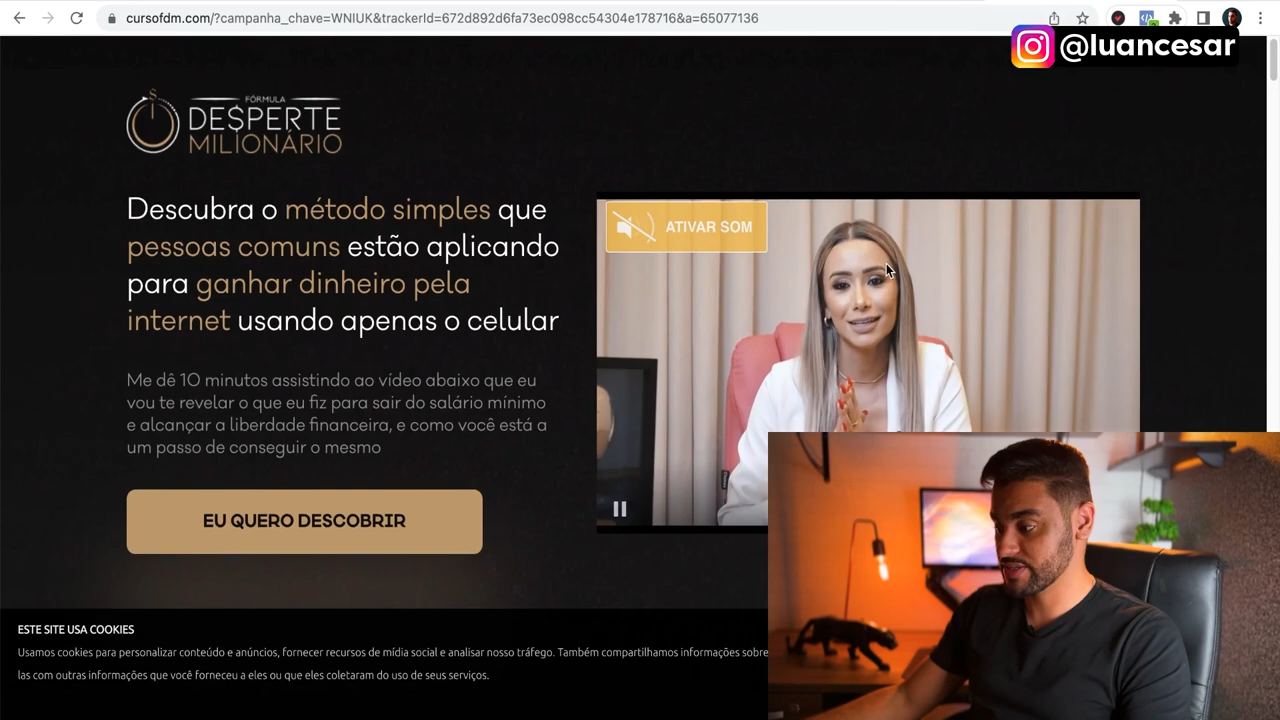 cursofdm.com/?campanha_chave=WNIUK&trackerId=672d892d6fa73ec098cc54304e178716&a=65077136
@luancesar
FÓRMULA
DE$PERTE
MILIONÁRIO
Descubra o método simples que
pessoas comuns estão aplicando
para ganhar dinheiro pela
internet usando apenas o celular
ATIVAR SOM
Me dê 10 minutos assistindo ao vídeo abaixo que eu
vou te revelar o que eu fiz para sair do salário mínimo
e alcançar a liberdade financeira, e como você está a
um passo de conseguir o mesmo
EU QUERO DESCOBRIR
ESTE SITE USA COOKIES
Usamos cookies para personalizar conteúdo e anúncios, fornecer recursos de mídia social e analisar nosso tráfego. Também compartilhamos informações sobre
las com outras informações que você forneceu a eles ou que eles coletaram do uso de seus serviços.